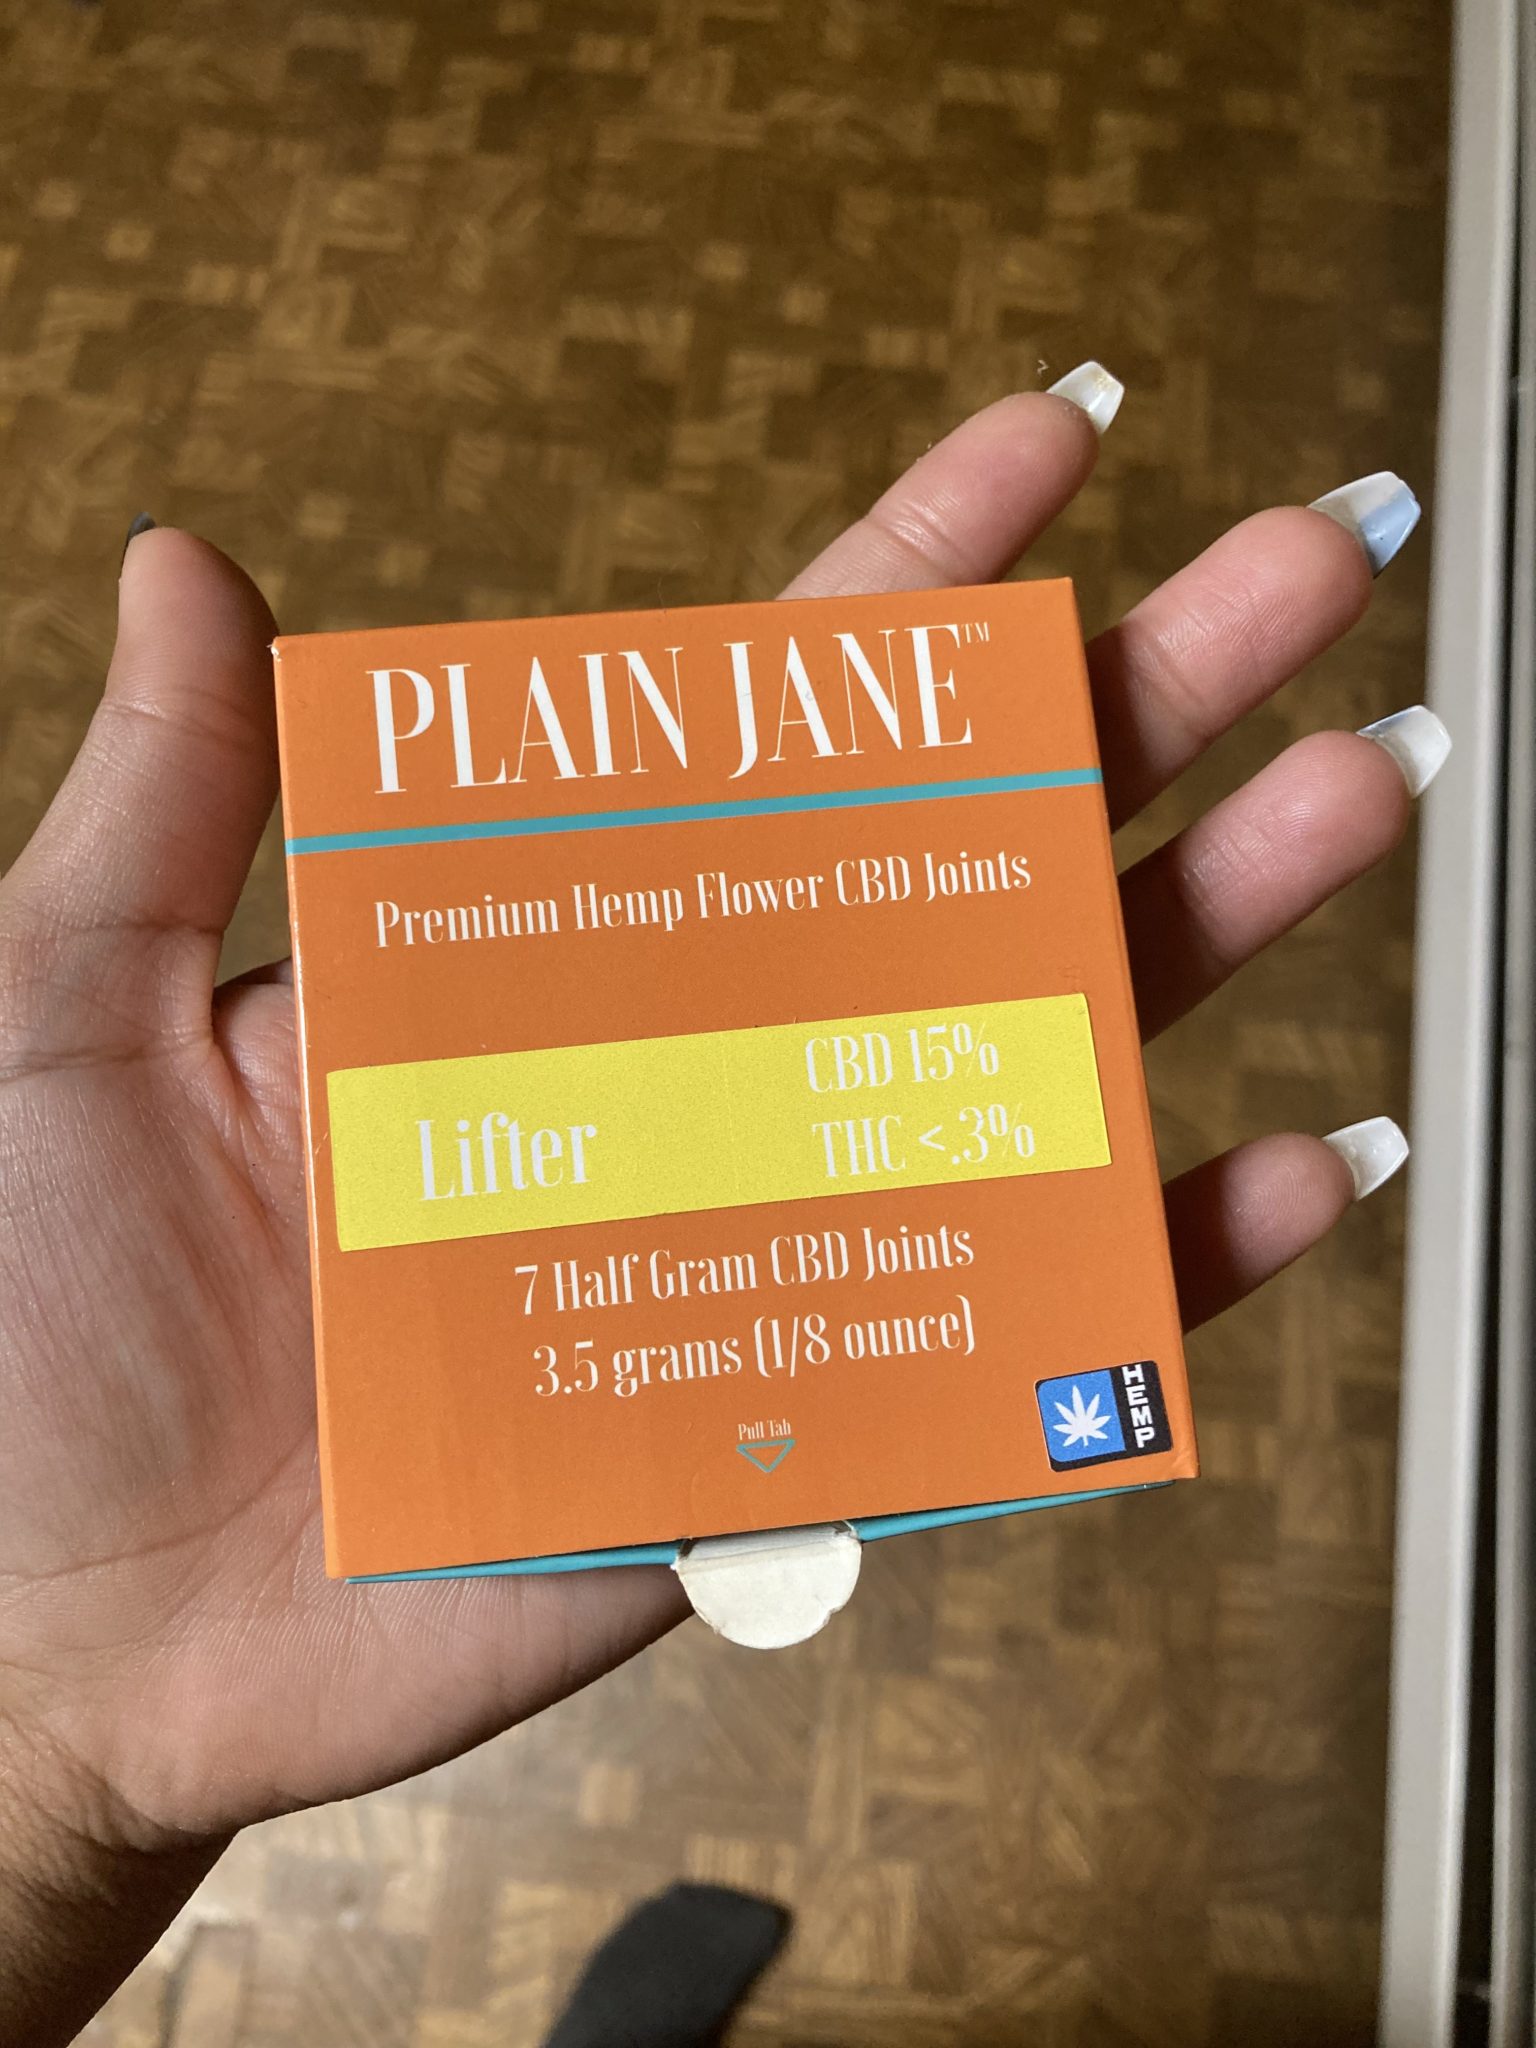 PLAIN JANE™
Premium Hemp Flower CBD Joints
Lifter
CBD 15%
THC <.3%
7 Half Gram CBD Joints
3.5 grams (1/8 ounce)
Pull Tab
HEMP